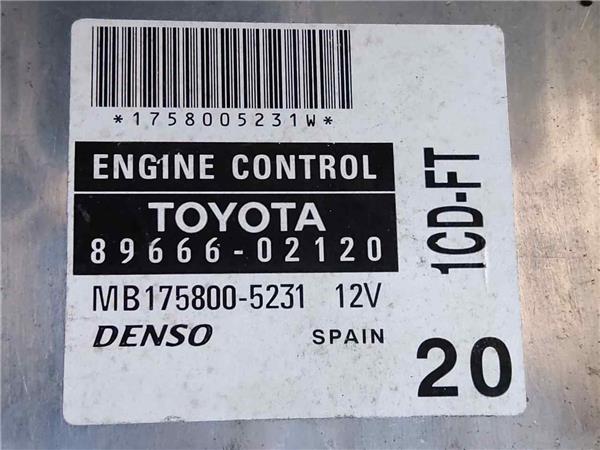 *1758005231W*
ENGINE CONTROL
TOYOTA
89666-02120
MB175800-5231 12V
DENSO SPAIN
1CD-FT
20